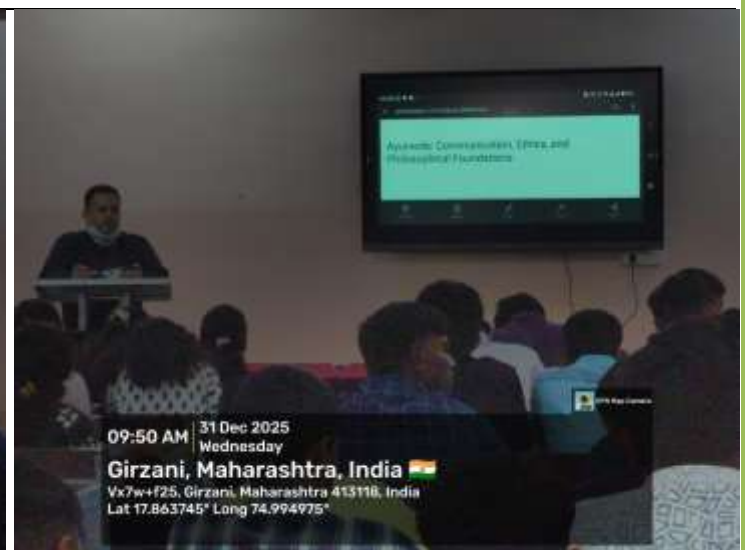 Ayurvedic Communication, Ethics, and
Philosophical Foundations
GPS Map Camera
09:50 AM
31 Dec 2025
Wednesday
Girzani, Maharashtra, India
Vx7w+f25, Girzani, Maharashtra 413118, India
Lat 17.863745° Long 74.994975°